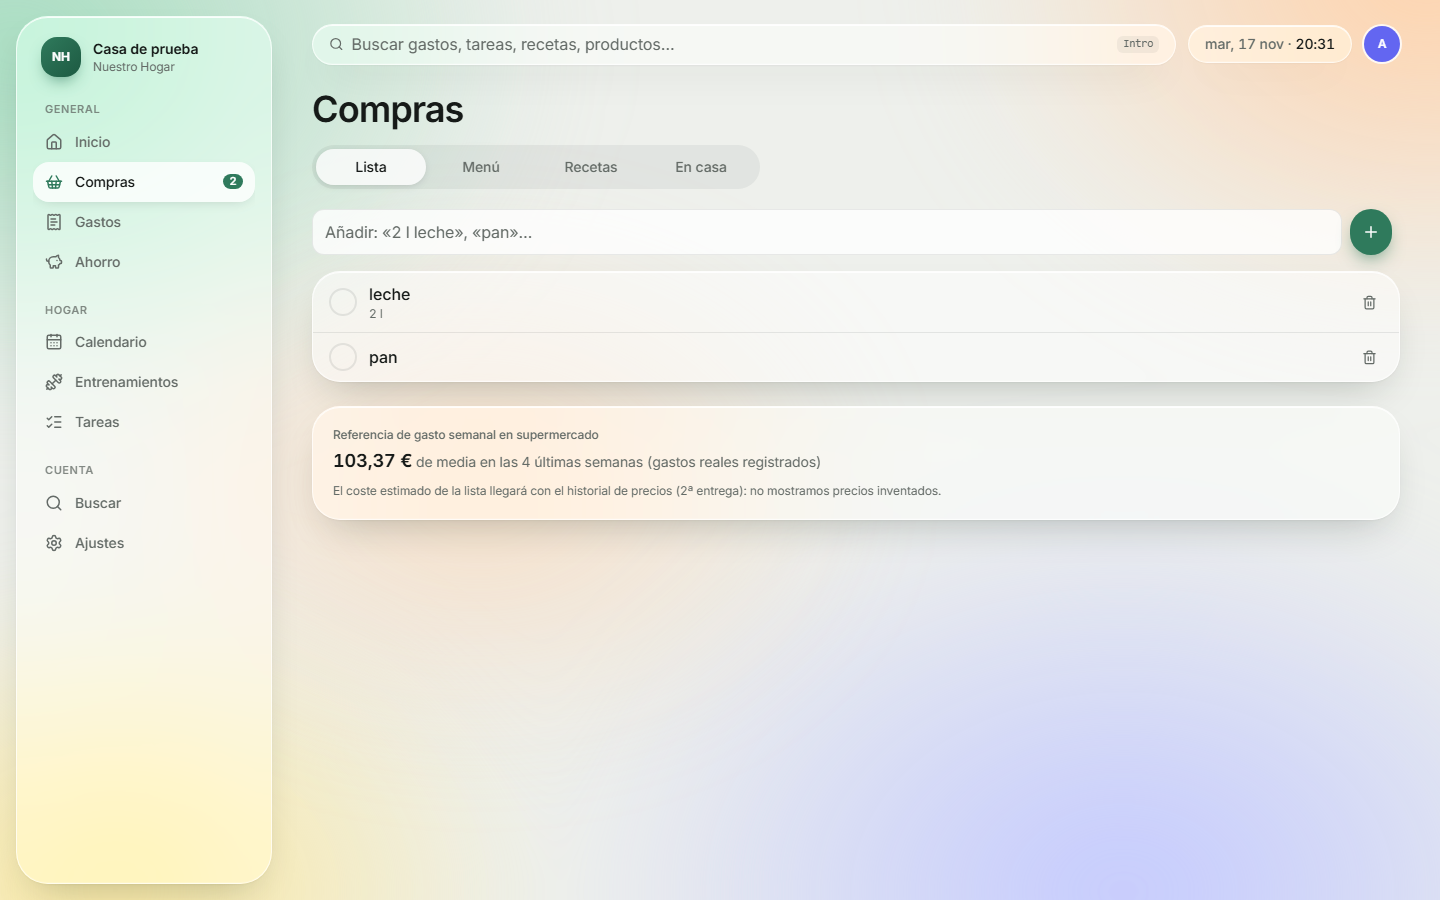 NH
Casa de prueba
Nuestro Hogar
GENERAL
Inicio
Compras 2
Gastos
Ahorro
HOGAR
Calendario
Entrenamientos
Tareas
CUENTA
Buscar
Ajustes
Buscar gastos, tareas, recetas, productos... Intro
mar, 17 nov · 20:31
A
Compras
Lista Menú Recetas En casa
Añadir: «2 l leche», «pan»...
leche
2 l
pan
Referencia de gasto semanal en supermercado
103,37 € de media en las 4 últimas semanas (gastos reales registrados)
El coste estimado de la lista llegará con el historial de precios (2ª entrega): no mostramos precios inventados.